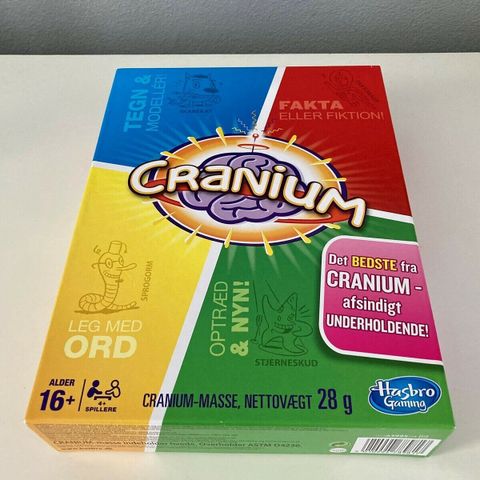 TEGN &
MODELLÉR!
FAKTA
ELLER FIKTION!
CRANIUM
Det BEDSTE fra
CRANIUM -
afsindigt
UNDERHOLDENDE!
SPROGORM
LEG MED
ORD
OPTRÆD
& NYN!
STJERNESKUD
ALDER
16+
4+
SPILLERE
CRANIUM-MASSE, NETTOVÆGT 28 g
Hasbro
Gaming